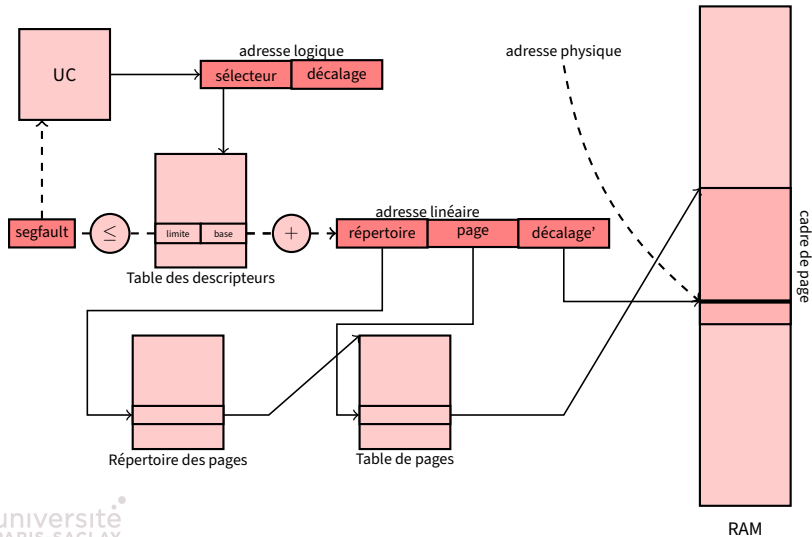 adresse logique
adresse physique
UC
sélecteur
décalage
segfault
≤
limite
base
+
adresse linéaire
répertoire
page
décalage’
Table des descripteurs
cadre de page
Répertoire des pages
Table de pages
université
PARIS-SACLAY
RAM